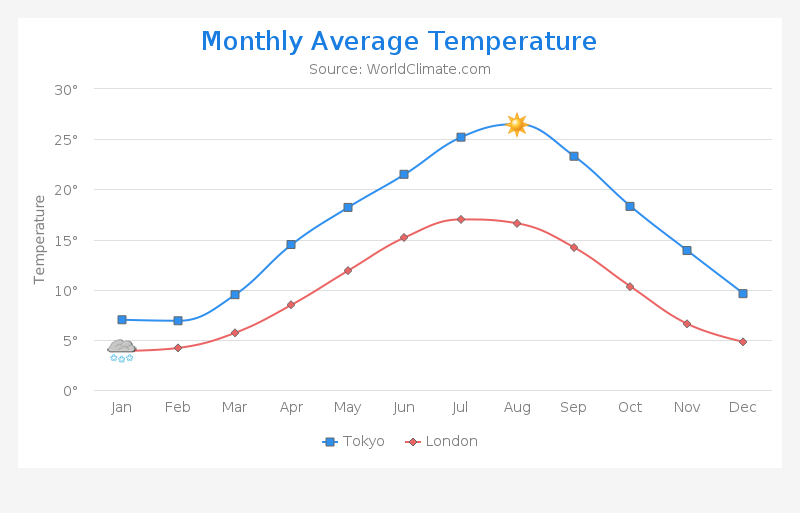 Monthly Average Temperature
Source: WorldClimate.com
Temperature
30°
25°
20°
15°
10°
5°
0°
Jan Feb Mar Apr May Jun Jul Aug Sep Oct Nov Dec
Tokyo London